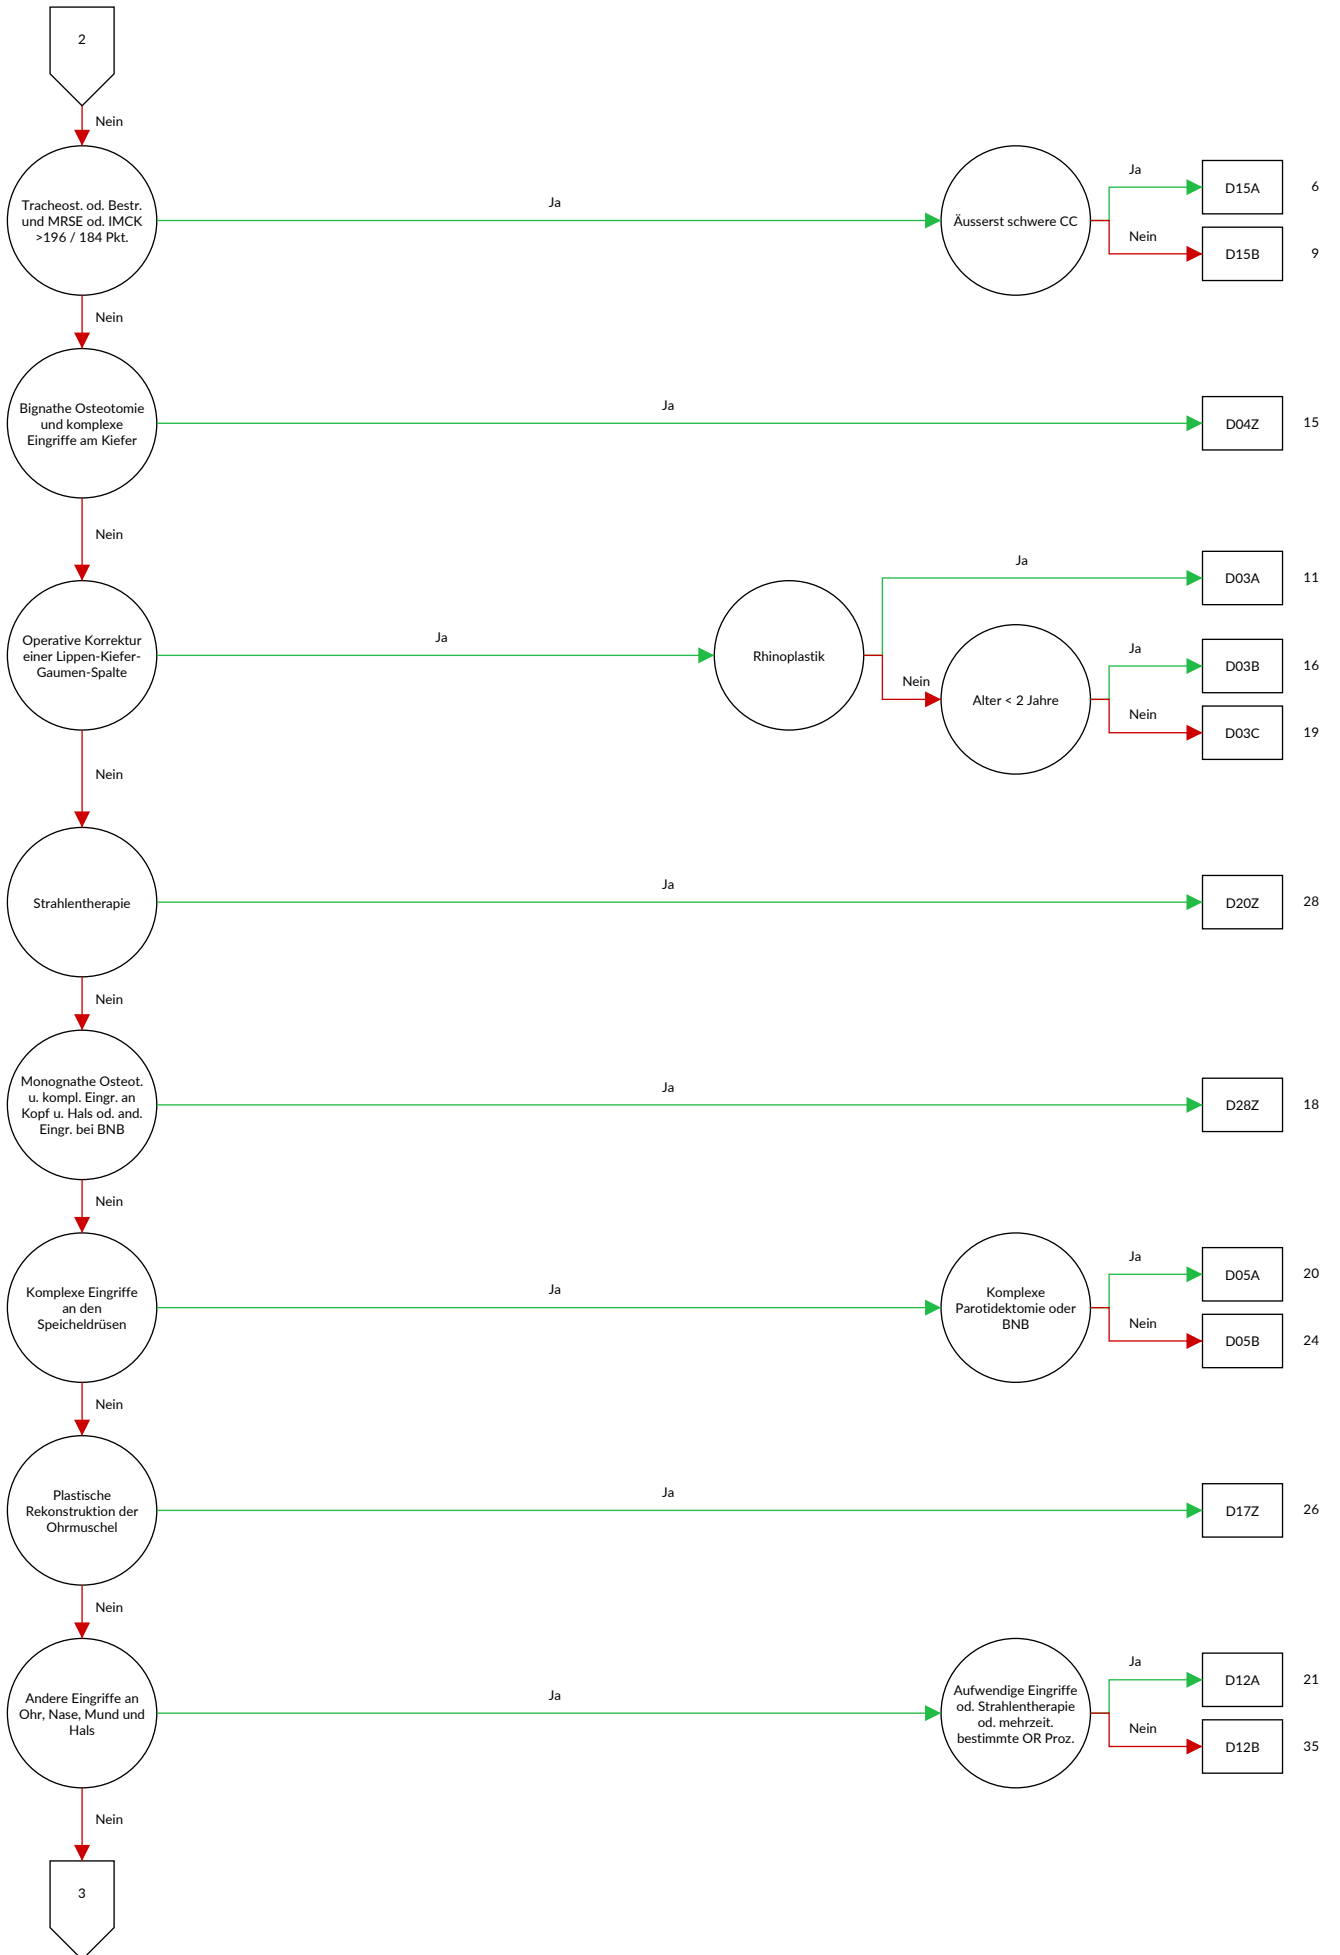 2
Nein
Tracheost. od. Bestr.
und MRSE od. IMCK
>196 / 184 Pkt.
Ja
Äusserst schwere CC
Ja
D15A
6
Nein
D15B
9
Nein
Bignathe Osteotomie
und komplexe
Eingriffe am Kiefer
Ja
D04Z
15
Nein
Operative Korrektur
einer Lippen-Kiefer-
Gaumen-Spalte
Ja
Rhinoplastik
Ja
D03A
11
Nein
Alter < 2 Jahre
Ja
D03B
16
Nein
D03C
19
Nein
Strahlentherapie
Ja
D20Z
28
Nein
Monognathe Osteot.
u. kompl. Eingr. an
Kopf u. Hals od. and.
Eingr. bei BNB
Ja
D28Z
18
Nein
Komplexe Eingriffe
an den
Speicheldrüsen
Ja
Komplexe
Parotidektomie oder
BNB
Ja
D05A
20
Nein
D05B
24
Nein
Plastische
Rekonstruktion der
Ohrmuschel
Ja
D17Z
26
Nein
Andere Eingriffe an
Ohr, Nase, Mund und
Hals
Ja
Aufwendige Eingriffe
od. Strahlentherapie
od. mehrzeit.
bestimmte OR Proz.
Ja
D12A
21
Nein
D12B
35
Nein
3